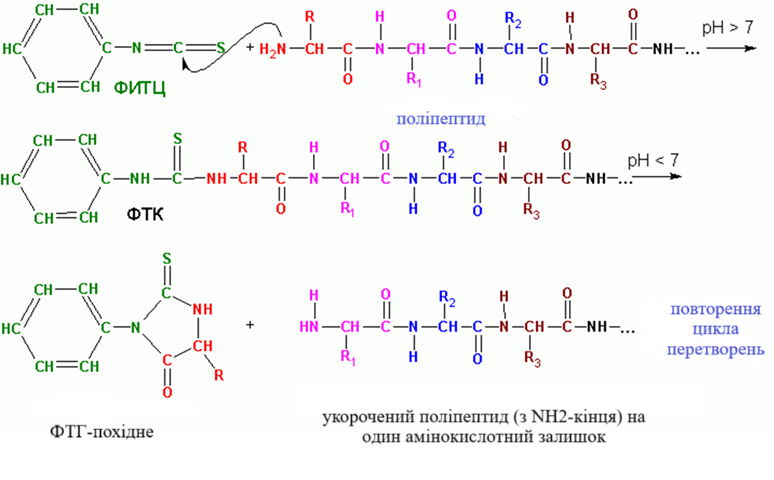 ФИТЦ
+
pH > 7
поліпептид
ФТК
pH < 7
+
повторення
цикла
перетворень
ФТГ-похідне
укорочений поліпептид (з NH2-кінця) на
один амінокислотний залишок